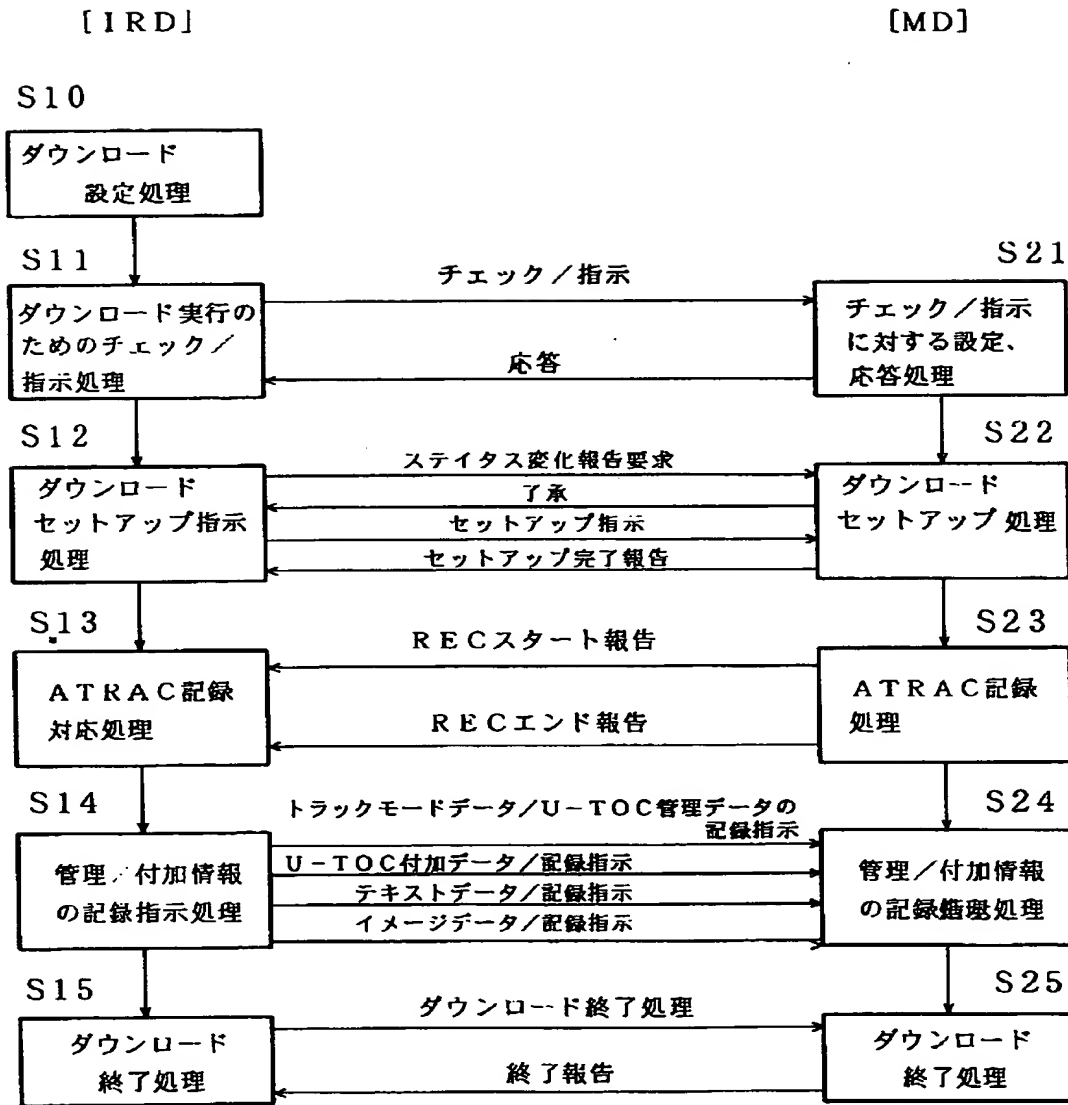 [IRD]
[MD]
S10
ダウンロード
設定処理
S11
S21
ダウンロード実行の
ためのチェック/
指示処理
チェック/指示
応答
チェック/指示
に対する設定、
応答処理
S12
S22
ダウンロード
セットアップ指示
処理
ステイタス変化報告要求
了承
セットアップ指示
セットアップ完了報告
ダウンロード
セットアップ処理
S13
S23
ATRAC記録
対応処理
RECスタート報告
RECエンド報告
ATRAC記録
処理
S14
S24
管理/付加情報
の記録指示処理
トラックモードデータ/U-TOC管理データの
記録指示
U-TOC付加データ/記録指示
テキストデータ/記録指示
イメージデータ/記録指示
管理/付加情報
の記録処理
S15
S25
ダウンロード
終了処理
ダウンロード終了処理
終了報告
ダウンロード
終了処理